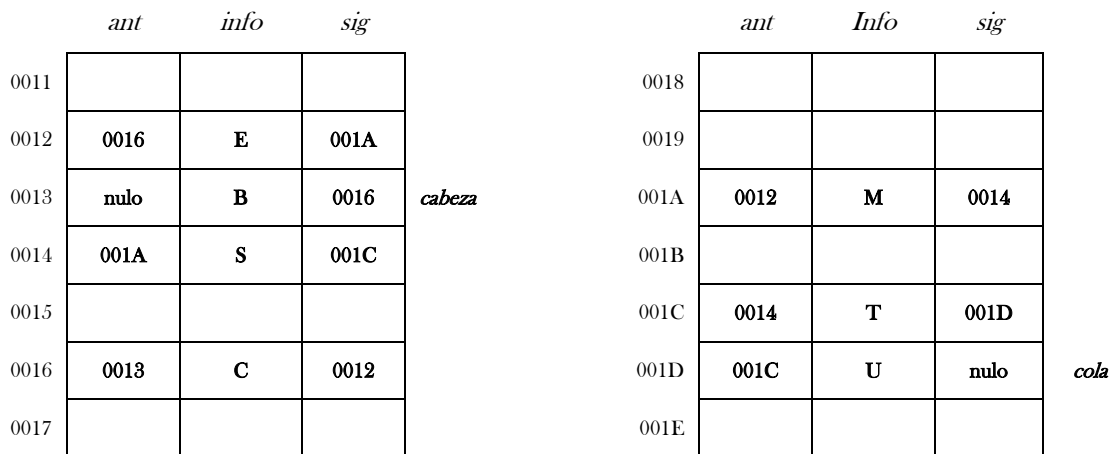 ant info sig
0011
0012 0016 E 001A
0013 nulo B 0016 cabeza
0014 001A S 001C
0015
0016 0013 C 0012
0017
ant Info sig
0018
0019
001A 0012 M 0014
001B
001C 0014 T 001D
001D 001C U nulo cola
001E